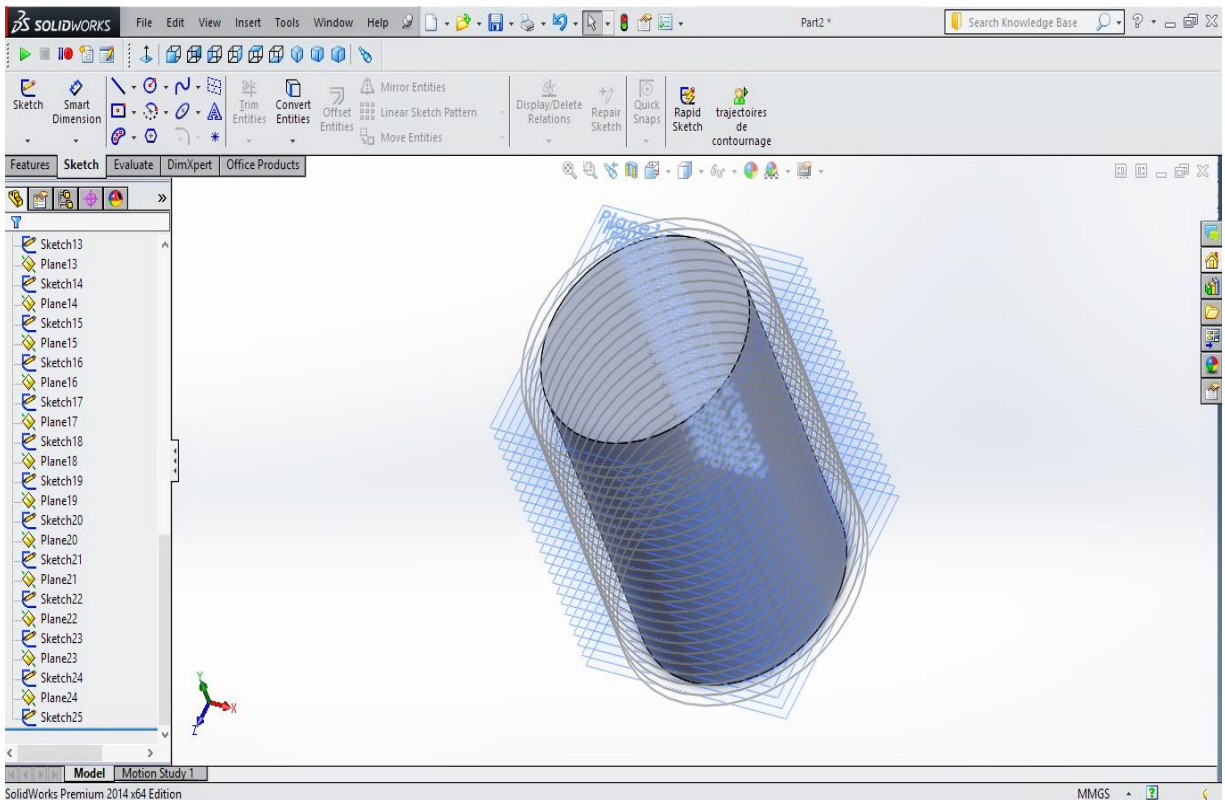 SOLIDWORKS File Edit View Insert Tools Window Help Part2 * Search Knowledge Base ?
Sketch Smart Dimension Trim Entities Convert Entities Offset Entities Mirror Entities Linear Sketch Pattern Move Entities Display/Delete Relations Repair Sketch Quick Snaps Rapid Sketch trajectoires de contournage
Features Sketch Evaluate DimXpert Office Products
Plane1
Sketch13
Plane13
Sketch14
Plane14
Sketch15
Plane15
Sketch16
Plane16
Sketch17
Plane17
Sketch18
Plane18
Sketch19
Plane19
Sketch20
Plane20
Sketch21
Plane21
Sketch22
Plane22
Sketch23
Plane23
Sketch24
Plane24
Sketch25
Y
X
Z
Model Motion Study 1
SolidWorks Premium 2014 x64 Edition MMGS ?